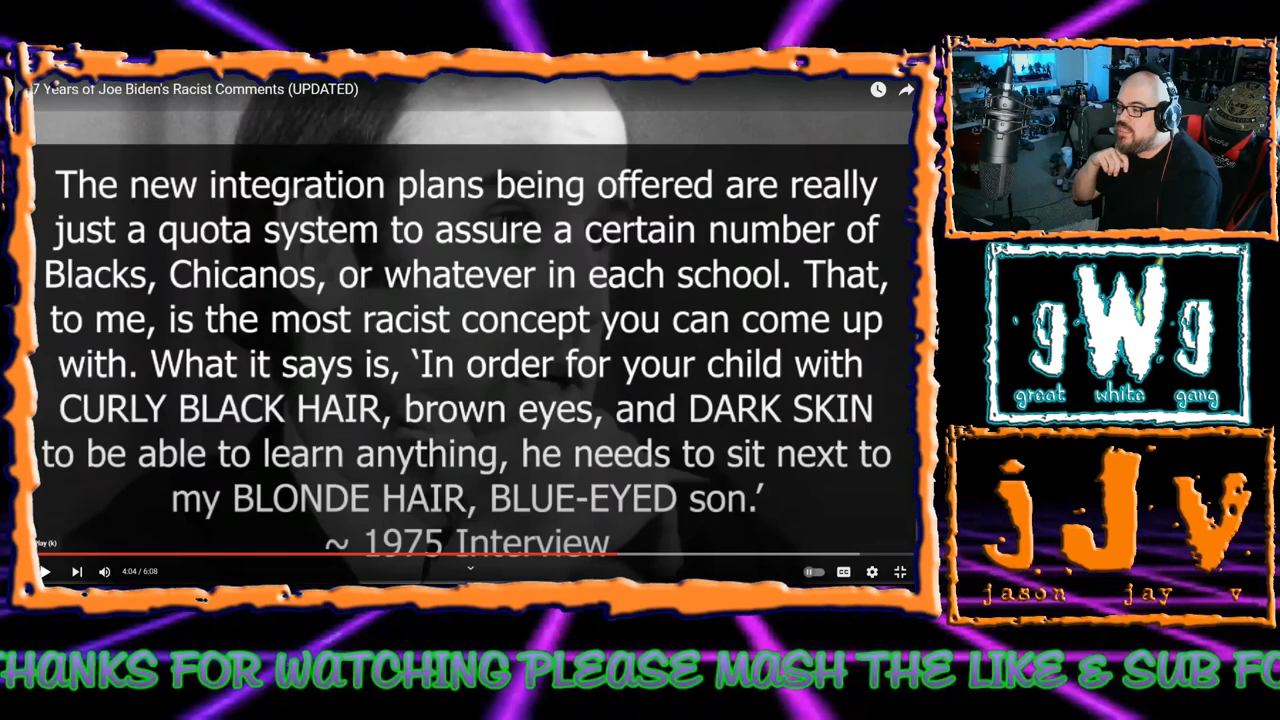 7 Years of Joe Biden's Racist Comments (UPDATED)
The new integration plans being offered are really
just a quota system to assure a certain number of
Blacks, Chicanos, or whatever in each school. That,
to me, is the most racist concept you can come up
with. What it says is, ‘In order for your child with
CURLY BLACK HAIR, brown eyes, and DARK SKIN
to be able to learn anything, he needs to sit next to
my BLONDE HAIR, BLUE-EYED son.’
~ 1975 Interview
Play (k)
4:04 / 6:08
CC
gWg
great white gang
jJv
jason jay v
THANKS FOR WATCHING PLEASE MASH THE LIKE & SUB FO